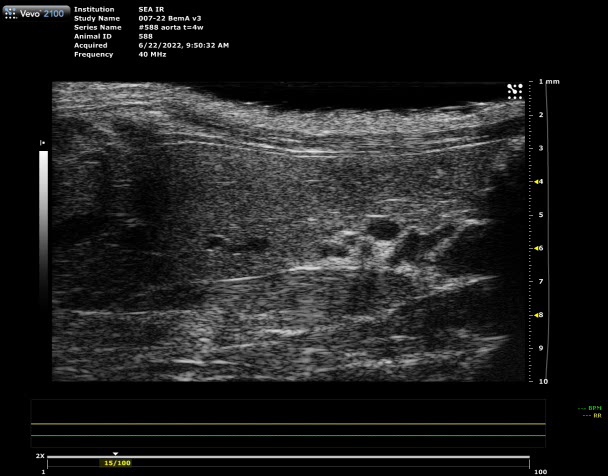 Vevo 2100
Institution SEA IR
Study Name 007-22 BemA v3
Series Name #588 aorta t=4w
Animal ID 588
Acquired 6/22/2022, 9:50:32 AM
Frequency 40 MHz
1 mm
2
3
4
5
6
7
8
9
10
--- BPM
--- RR
2X
15/100
1 100